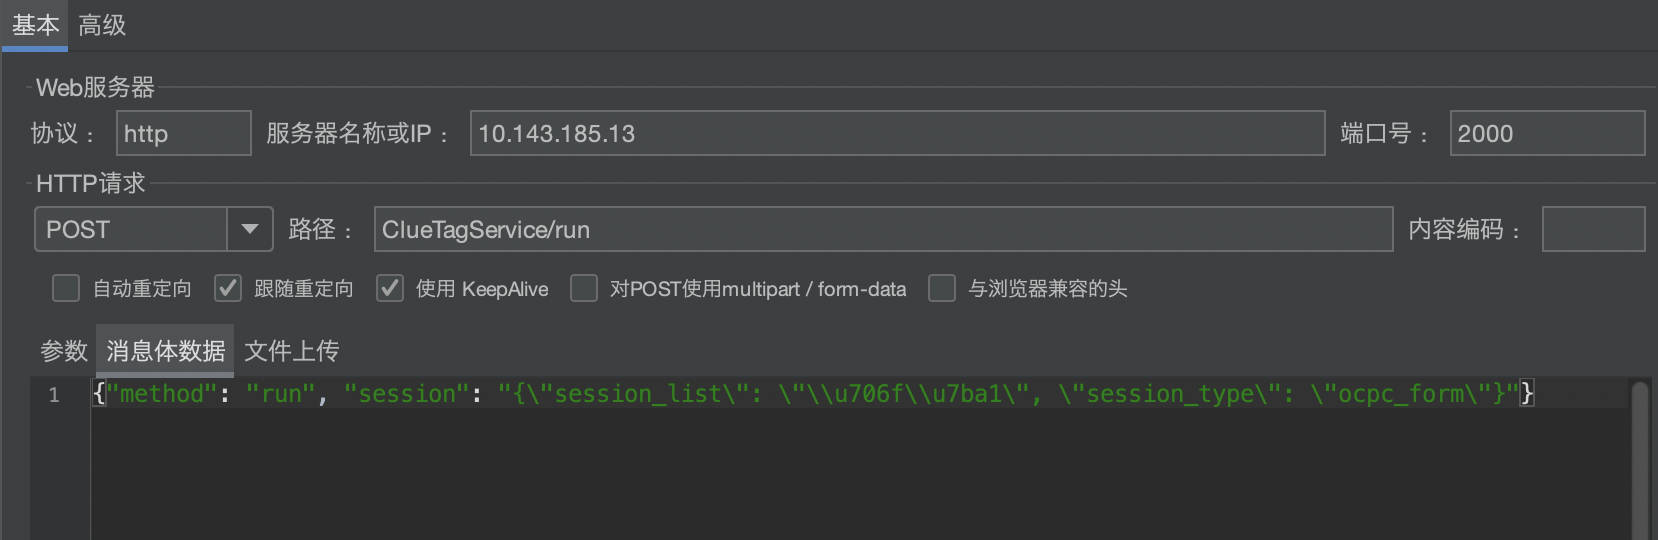 基本 高级
Web服务器
协议： http 服务器名称或IP： 10.143.185.13 端口号： 2000
HTTP请求
POST 路径： ClueTagService/run 内容编码：
自动重定向 跟随重定向 使用 KeepAlive 对POST使用multipart / form-data 与浏览器兼容的头
参数 消息体数据 文件上传
1 {"method": "run", "session": "{\"session_list\": \"\\u706f\\u7ba1\", \"session_type\": \"ocpc_form\"}"}